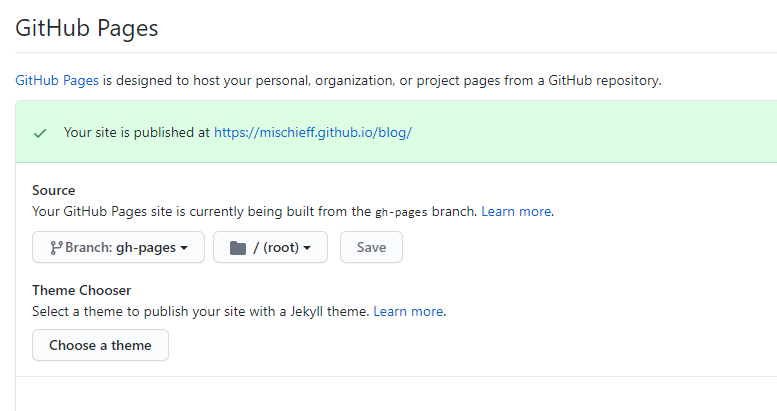 GitHub Pages
GitHub Pages is designed to host your personal, organization, or project pages from a GitHub repository.
Your site is published at https://mischieff.github.io/blog/
Source
Your GitHub Pages site is currently being built from the gh-pages branch. Learn more.
Branch: gh-pages / (root) Save
Theme Chooser
Select a theme to publish your site with a Jekyll theme. Learn more.
Choose a theme